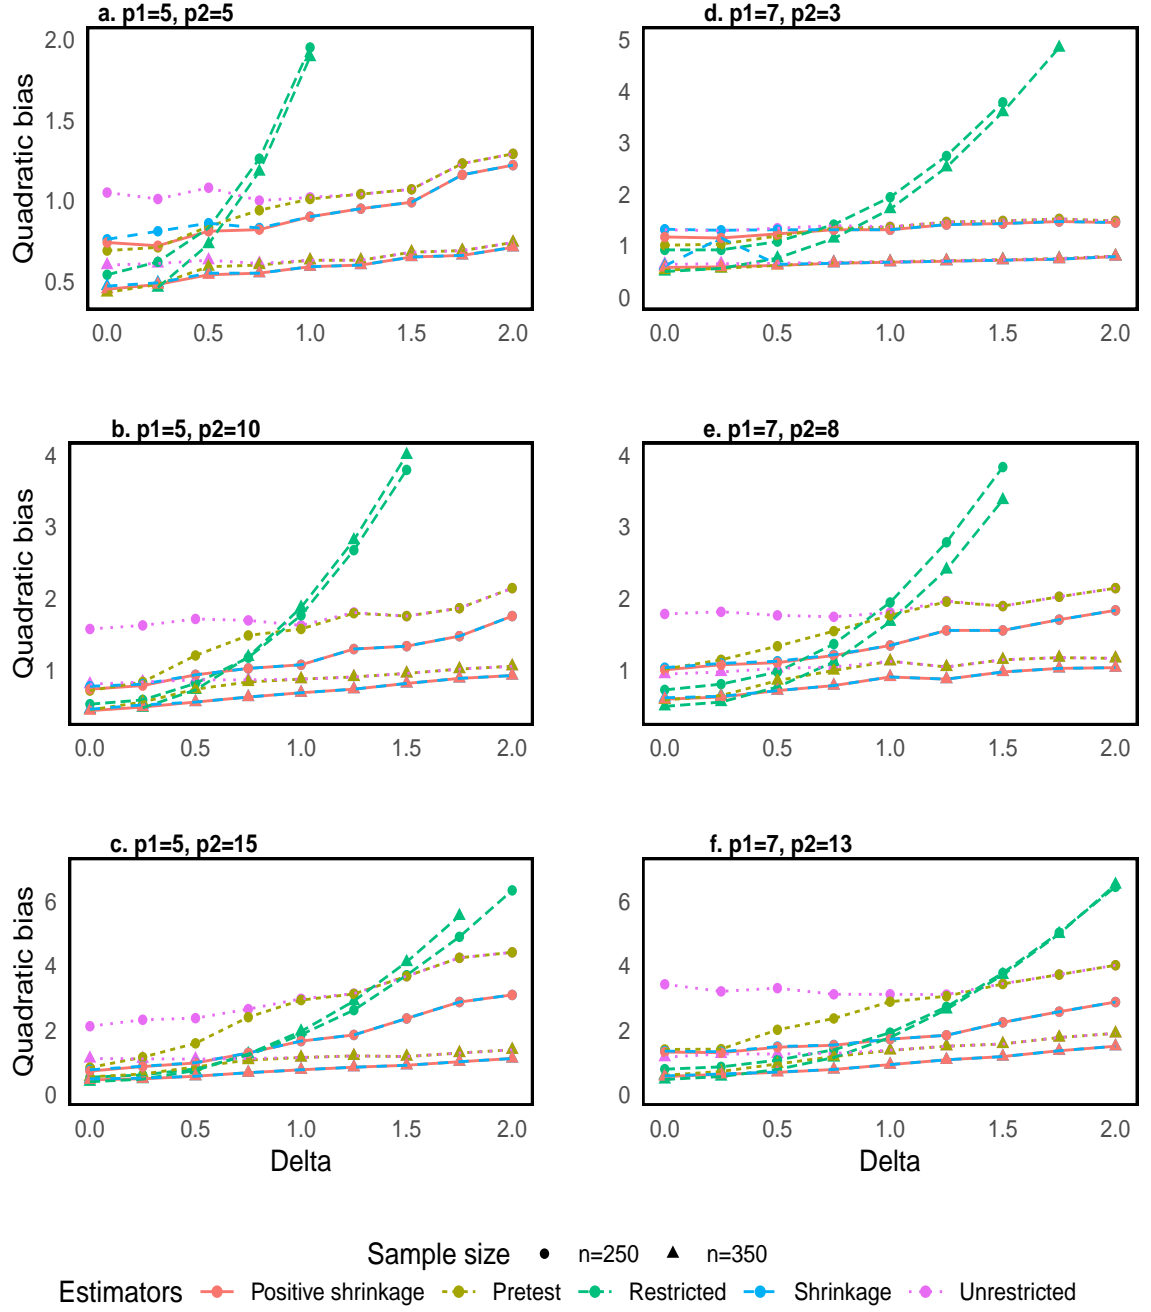 a. p1=5, p2=5
d. p1=7, p2=3
Quadratic bias
2.0
1.5
1.0
0.5
0.0 0.5 1.0 1.5 2.0
Quadratic bias
5
4
3
2
1
0
0.0 0.5 1.0 1.5 2.0
b. p1=5, p2=10
e. p1=7, p2=8
Quadratic bias
4
3
2
1
0.0 0.5 1.0 1.5 2.0
Quadratic bias
4
3
2
1
0.0 0.5 1.0 1.5 2.0
c. p1=5, p2=15
f. p1=7, p2=13
Quadratic bias
6
4
2
0
0.0 0.5 1.0 1.5 2.0
Delta
Quadratic bias
6
4
2
0
0.0 0.5 1.0 1.5 2.0
Delta
Sample size n=250 n=350
Estimators Positive shrinkage Pretest Restricted Shrinkage Unrestricted